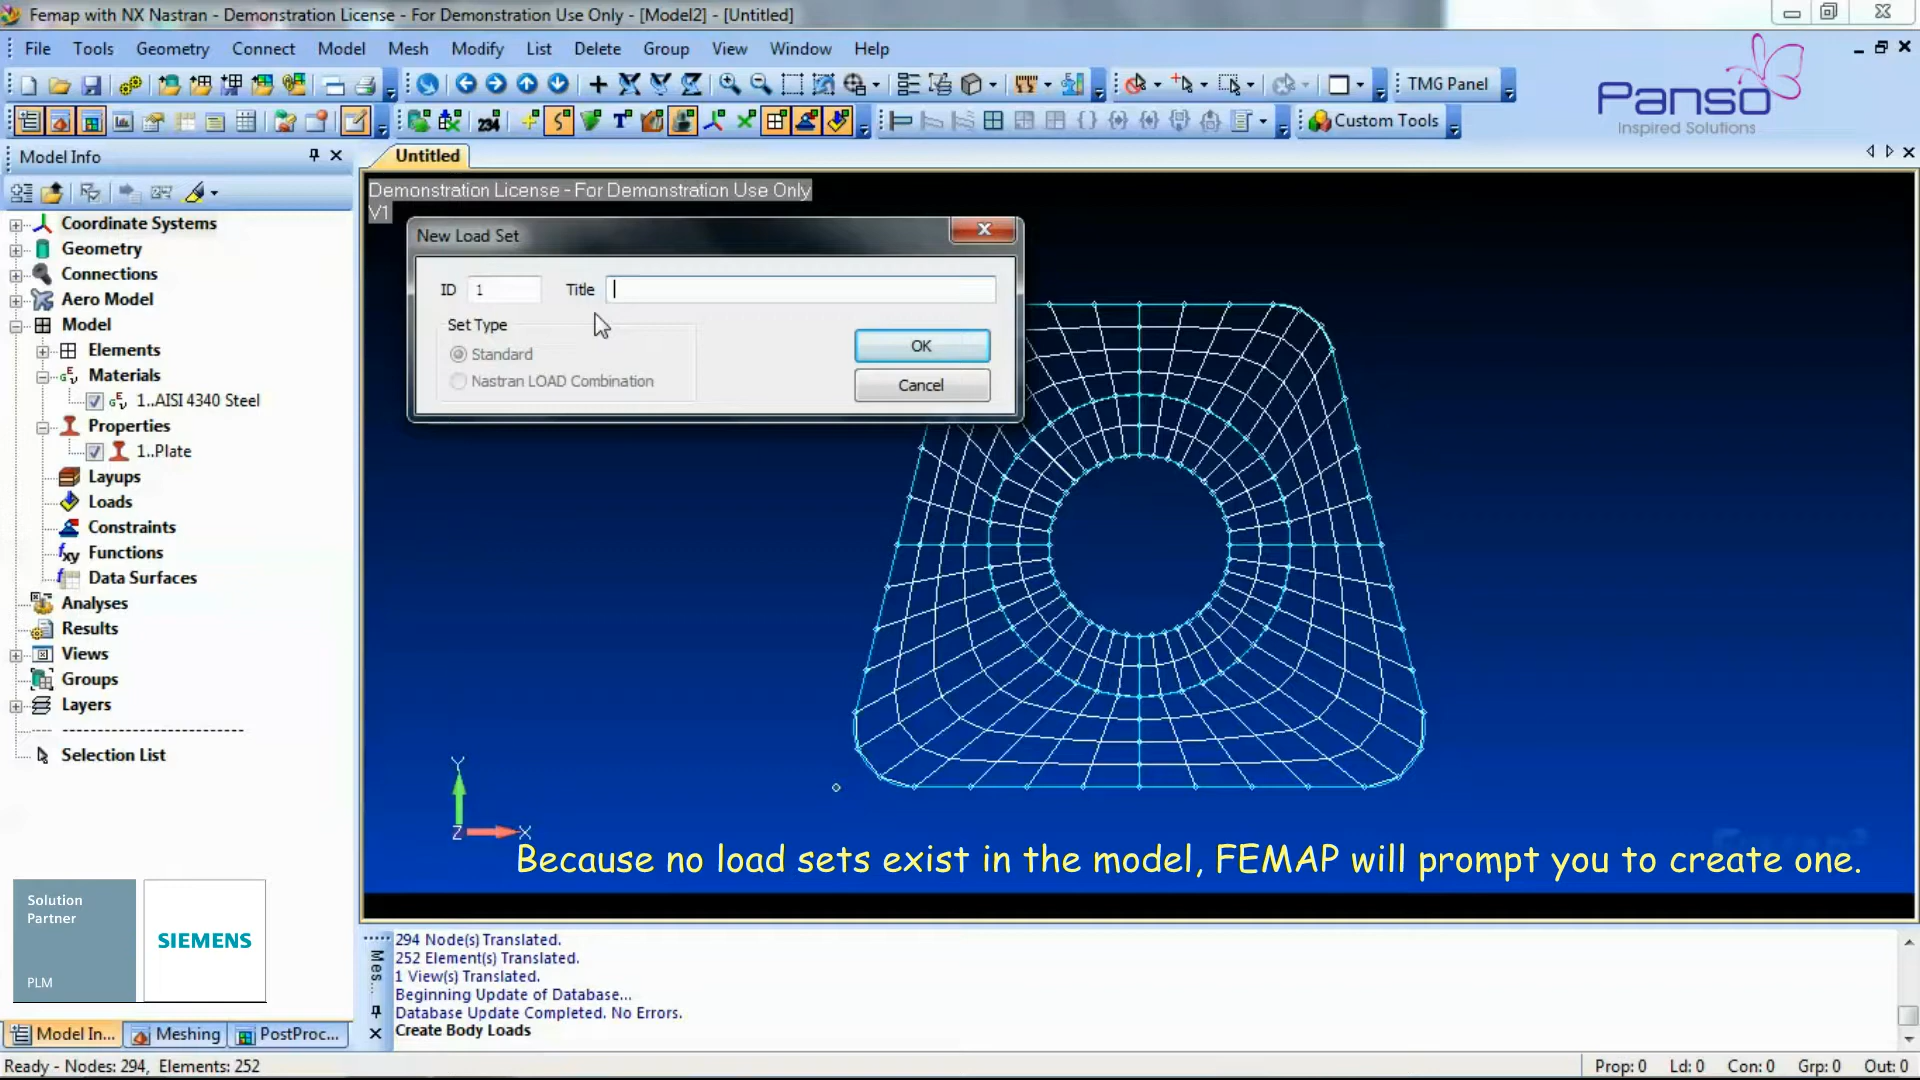 Femap with NX Nastran - Demonstration License - For Demonstration Use Only - [Model2] - [Untitled]
File Tools Geometry Connect Model Mesh Modify List Delete Group View Window Help
TMG Panel
234
T
Custom Tools
Panso
Inspired Solutions
Model Info
Untitled
Demonstration License - For Demonstration Use Only
V1
Coordinate Systems
Geometry
Connections
Aero Model
Model
Elements
Materials
1..AISI 4340 Steel
Properties
1..Plate
Layups
Loads
Constraints
Functions
Data Surfaces
Analyses
Results
Views
Groups
Layers
Selection List
New Load Set
ID 1 Title
Set Type
Standard
Nastran LOAD Combination
OK
Cancel
Y
Z X
Because no load sets exist in the model, FEMAP will prompt you to create one.
Solution
Partner
PLM
SIEMENS
Mes...
294 Node(s) Translated.
252 Element(s) Translated.
1 View(s) Translated.
Beginning Update of Database...
Database Update Completed. No Errors.
Create Body Loads
Model In... Meshing PostProc...
Ready - Nodes: 294, Elements: 252
Prop: 0 Ld: 0 Con: 0 Grp: 0 Out: 0